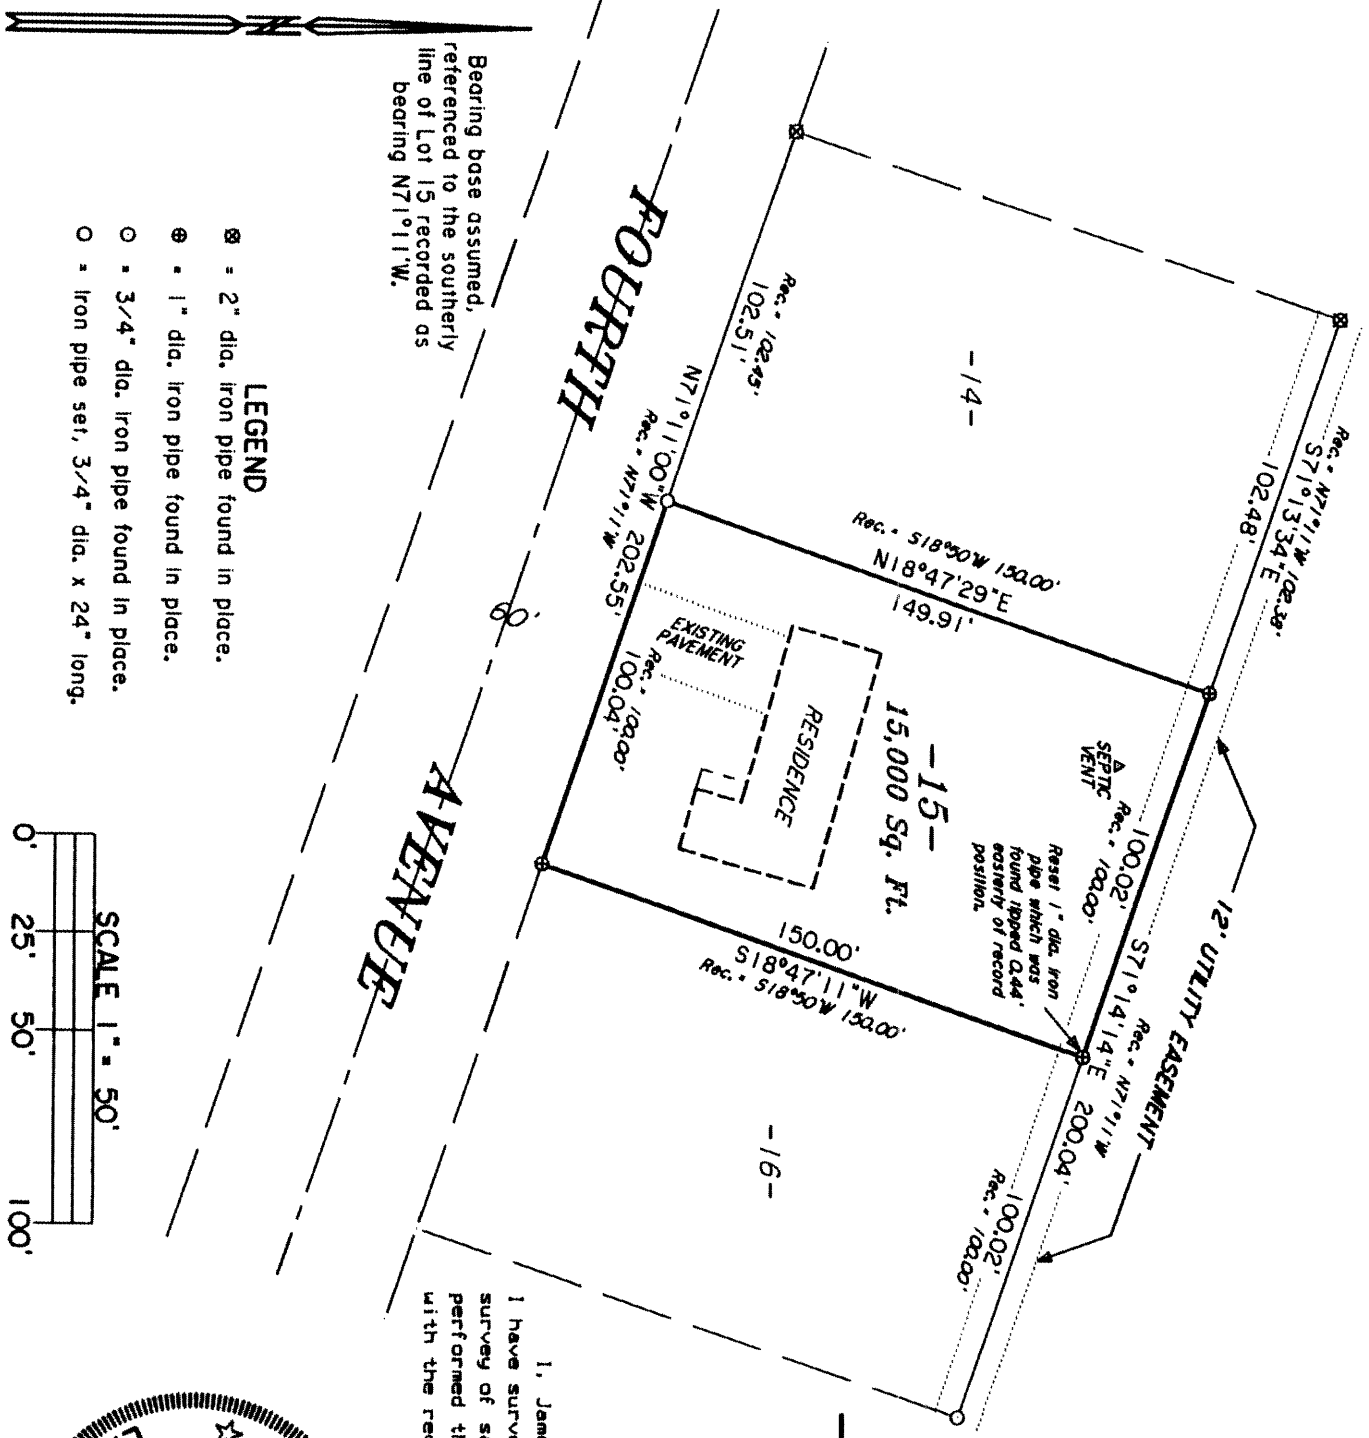 Bearing base assumed,
referenced to the southerly
line of Lot 15 recorded as
bearing N71°11'W.
LEGEND
= 2" dia. iron pipe found in place.
= 1" dia. iron pipe found in place.
= 3/4" dia. iron pipe found in place.
= Iron pipe set, 3/4" dia. x 24" long.
N
FOURTH
AVENUE
60'
Rec. = 102.45'
102.51'
N71°11'00"W 202.55'
Rec. = N71°11'W
Rec. = 100.00'
100.04'
-14-
Rec. = N71°11'W 102.38'
S71°13'34"E
102.48'
Rec. = S18°50'W 150.00'
N18°47'29"E
149.91'
EXISTING
PAVEMENT
RESIDENCE
-15-
15,000 Sq. Ft.
SEPTIC
VENT
100.02'
Rec. = 100.00'
Reset 1" dia. iron
pipe which was
found tipped 0.44'
easterly of record
position.
150.00'
S18°47'11"W
Rec. = S18°50'W 150.00'
12' UTILITY EASEMENT
Rec. = N71°11'W
S71°14'14"E 200.04'
100.02'
Rec. = 100.00'
-16-
SCALE 1" = 50'
0' 25' 50' 100'
I, Jame
I have surve
survey of se
performed th
with the rec